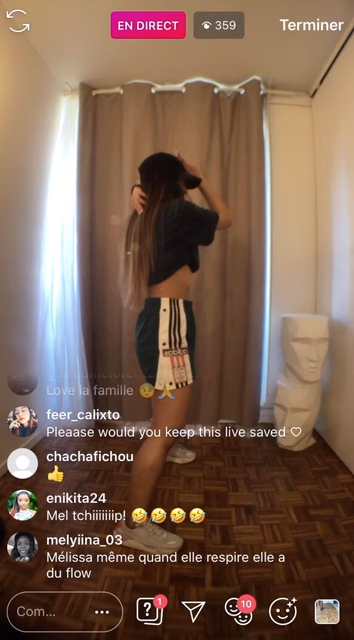 EN DIRECT
359
Terminer
Love la famille
feer_calixto
Pleaase would you keep this live saved
chachafichou
enikita24
Mel tchiiiiiiip!
melyiina_03
Mélissa même quand elle respire elle a
du flow
Com...
1
10
adidas